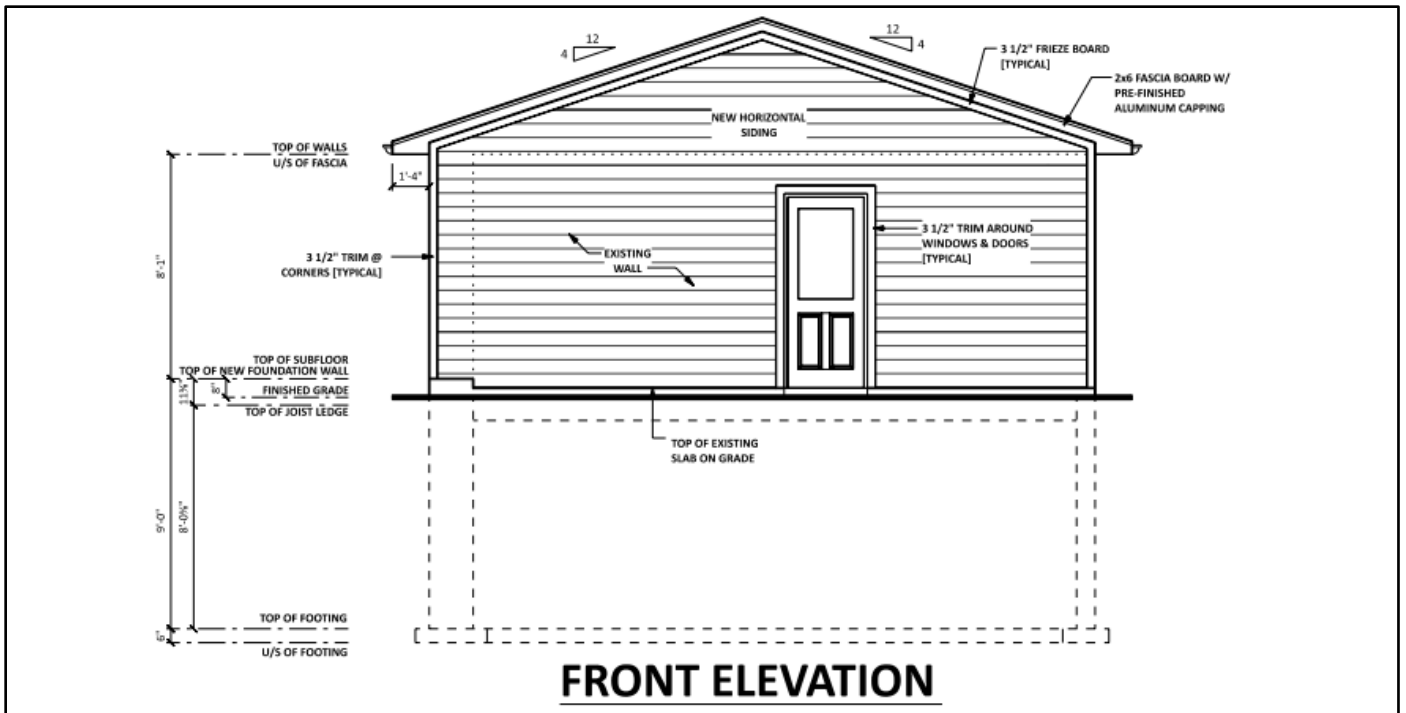 12
4
12
4
3 1/2" FRIEZE BOARD
[TYPICAL]
2x6 FASCIA BOARD W/
PRE-FINISHED
ALUMINUM CAPPING
NEW HORIZONTAL
SIDING
TOP OF WALLS
U/S OF FASCIA
1'-4"
3 1/2" TRIM AROUND
WINDOWS & DOORS
[TYPICAL]
EXISTING
WALL
3 1/2" TRIM @
CORNERS [TYPICAL]
8'-1"
TOP OF SUBFLOOR
TOP OF NEW FOUNDATION WALL
11⅞"
8"
FINISHED GRADE
TOP OF JOIST LEDGE
TOP OF EXISTING
SLAB ON GRADE
9'-0"
TOP OF FOOTING
6"
U/S OF FOOTING
FRONT ELEVATION